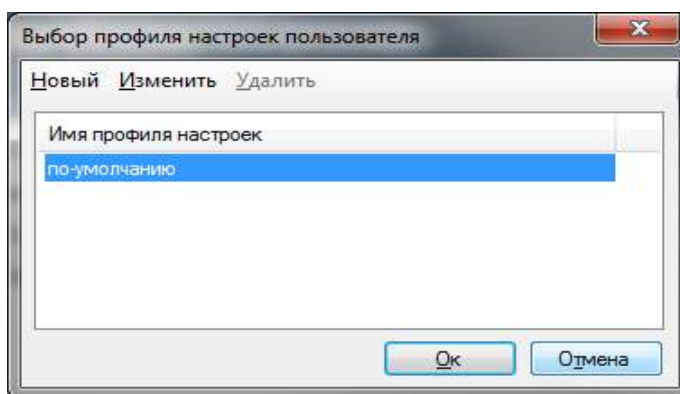 Выбор профиля настроек пользователя
Новый Изменить Удалить
Имя профиля настроек
по-умолчанию
Ок Отмена